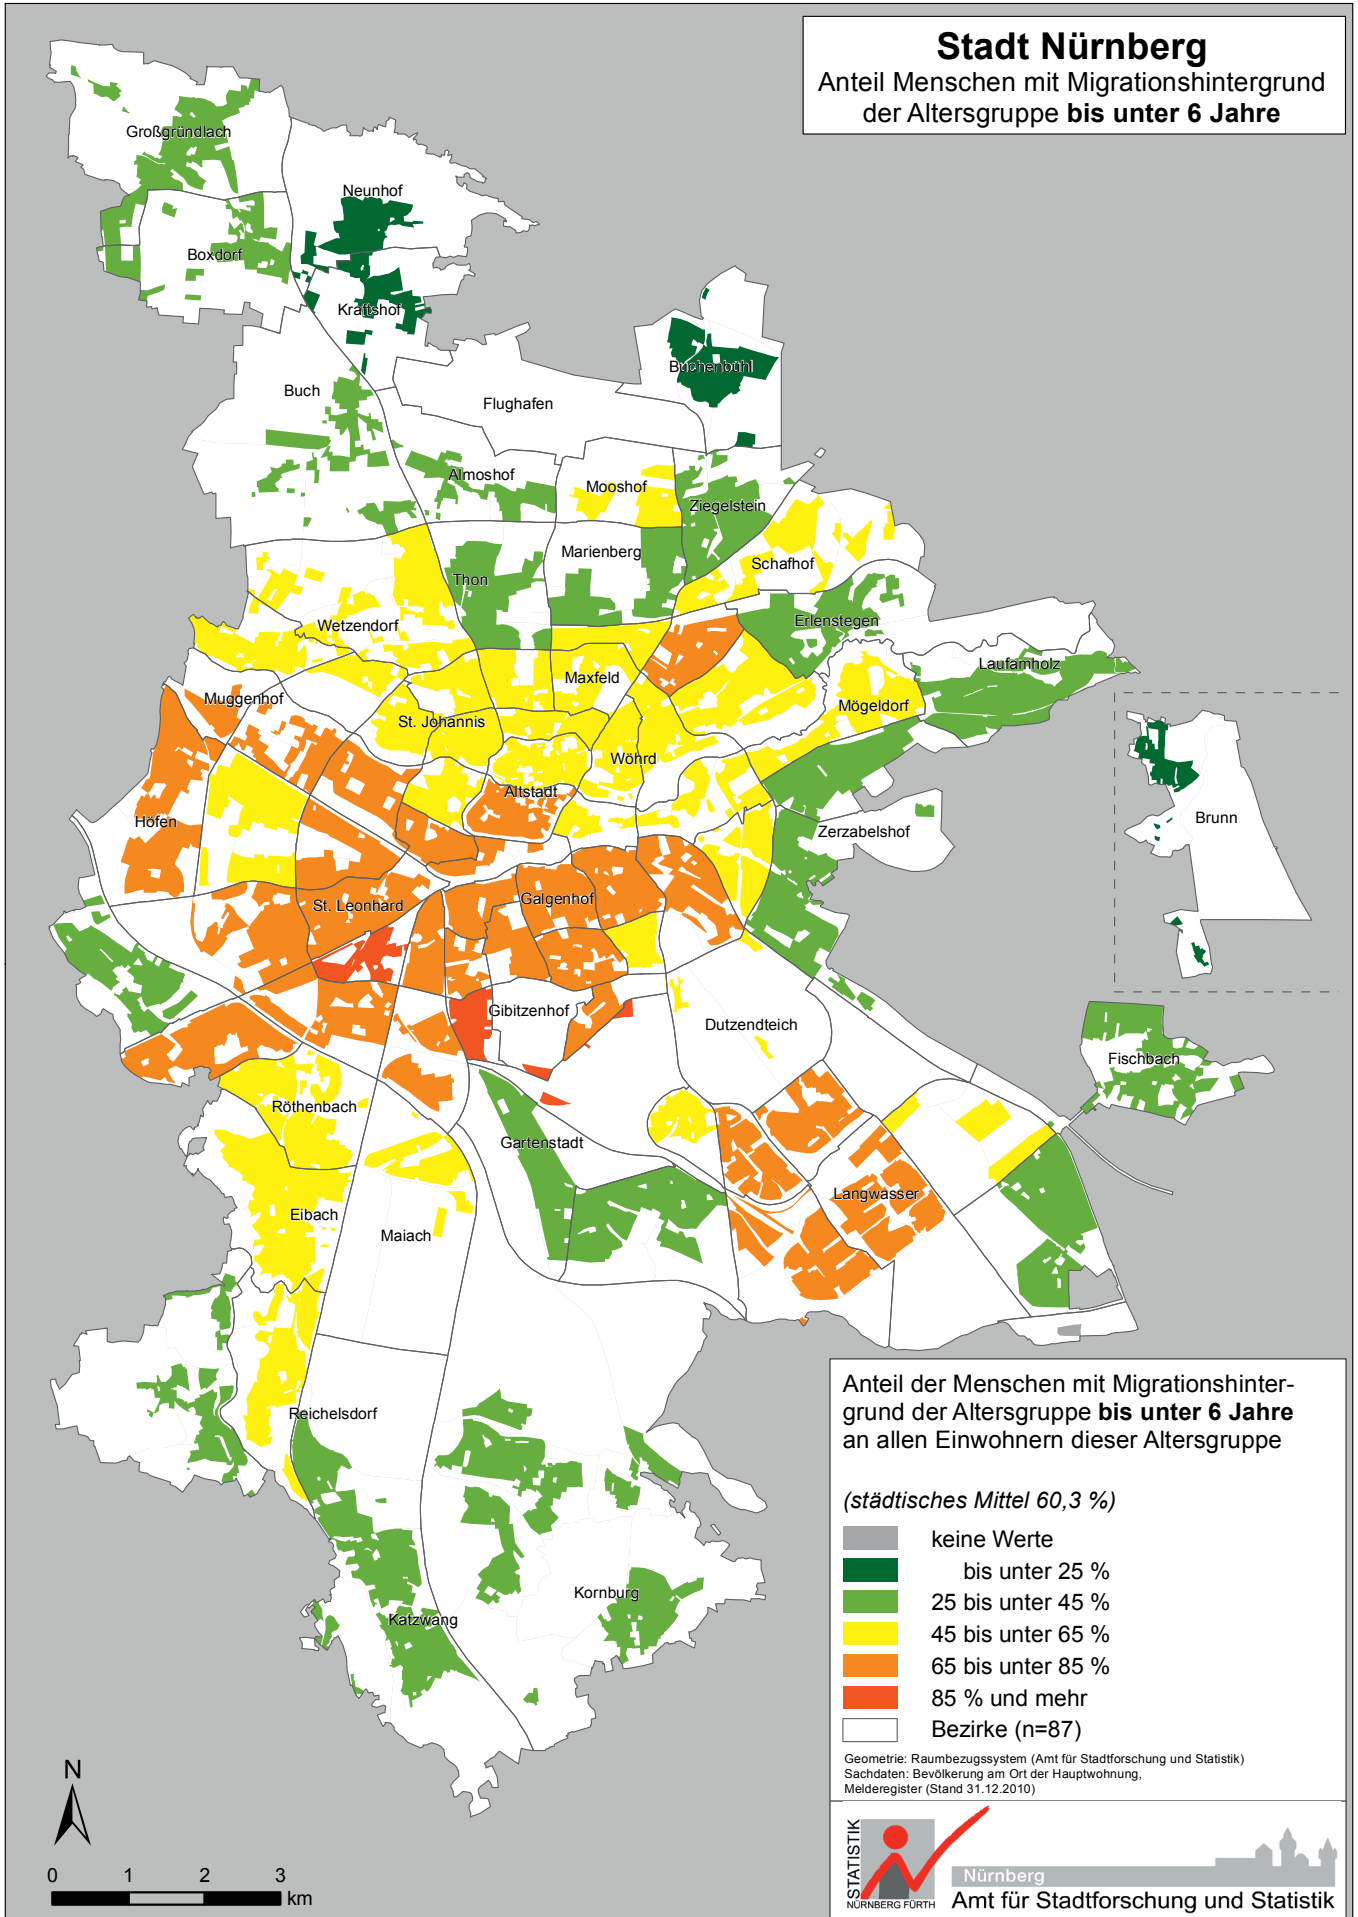 Stadt Nürnberg
Anteil Menschen mit Migrationshintergrund
der Altersgruppe bis unter 6 Jahre
Großgründlach
Neunhof
Boxdorf
Kraftshof
Buchenbühl
Buch
Flughafen
Almoshof
Mooshof
Ziegelstein
Marienberg
Schafhof
Thon
Wetzendorf
Erlenstegen
Laufamholz
Maxfeld
Muggenhof
Mögeldorf
St. Johannis
Wöhrd
Altstadt
Höfen
Zerzabelshof
Brunn
St. Leonhard
Galgenhof
Gibitzenhof
Dutzendteich
Fischbach
Röthenbach
Gartenstadt
Langwasser
Eibach
Maiach
Reichelsdorf
Kornburg
Katzwang
Anteil der Menschen mit Migrationshinter-
grund der Altersgruppe bis unter 6 Jahre
an allen Einwohnern dieser Altersgruppe
(städtisches Mittel 60,3 %)
keine Werte
bis unter 25 %
25 bis unter 45 %
45 bis unter 65 %
65 bis unter 85 %
85 % und mehr
Bezirke (n=87)
Geometrie: Raumbezugssystem (Amt für Stadtforschung und Statistik)
Sachdaten: Bevölkerung am Ort der Hauptwohnung,
Melderegister (Stand 31.12.2010)
N
0 1 2 3
km
STATISTIK
NÜRNBERG FÜRTH
Nürnberg
Amt für Stadtforschung und Statistik